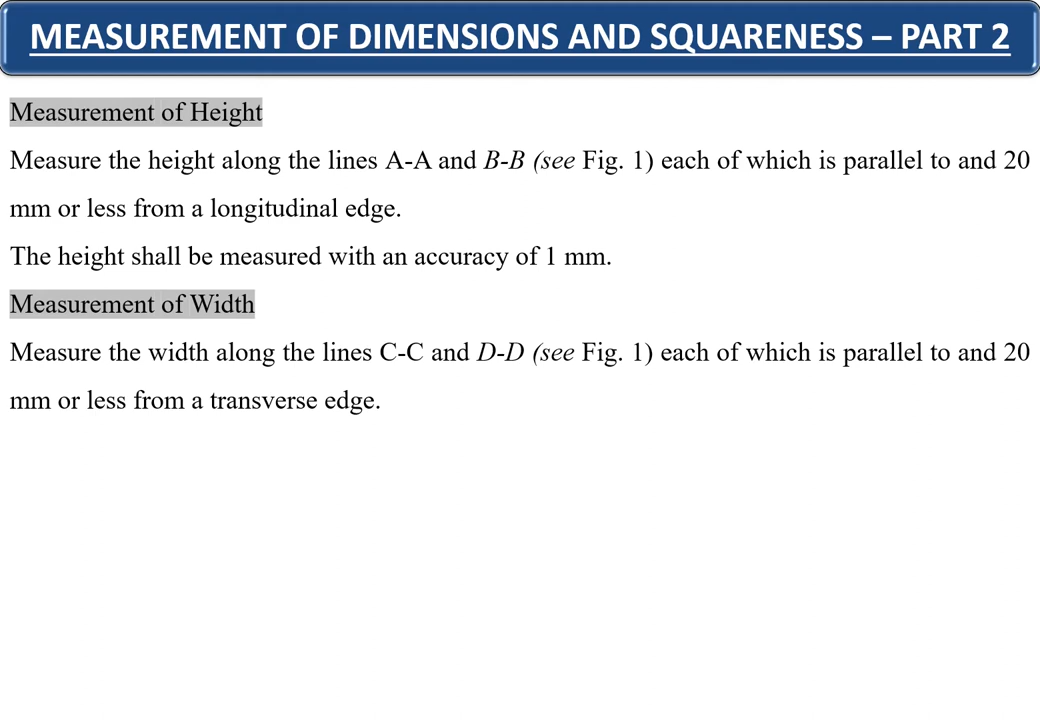 MEASUREMENT OF DIMENSIONS AND SQUARENESS – PART 2
Measurement of Height
Measure the height along the lines A-A and B-B (see Fig. 1) each of which is parallel to and 20
mm or less from a longitudinal edge.
The height shall be measured with an accuracy of 1 mm.
Measurement of Width
Measure the width along the lines C-C and D-D (see Fig. 1) each of which is parallel to and 20
mm or less from a transverse edge.